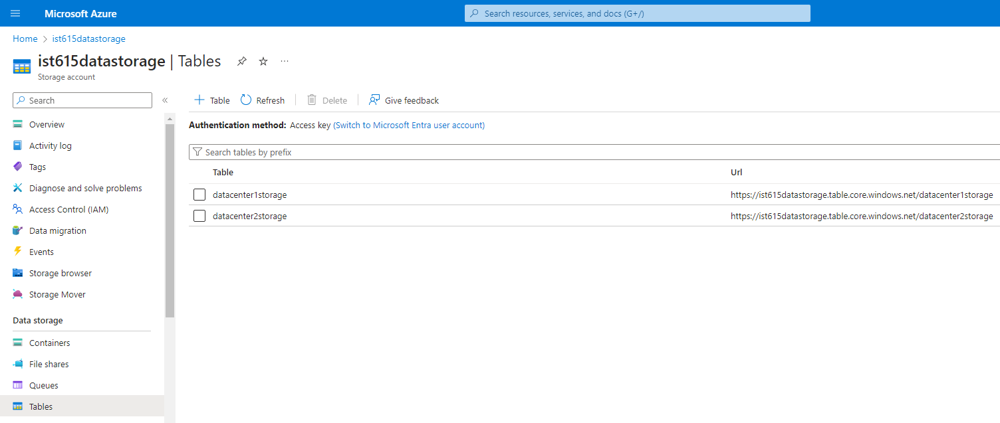 Microsoft Azure
Search resources, services, and docs (G+/)
Home > ist615datastorage
ist615datastorage | Tables ...
Storage account
Search
«
Table
Refresh
Delete
Give feedback
Overview
Activity log
Tags
Diagnose and solve problems
Access Control (IAM)
Data migration
Events
Storage browser
Storage Mover
Data storage
Containers
File shares
Queues
Tables
Authentication method: Access key (Switch to Microsoft Entra user account)
Search tables by prefix
Table Url
datacenter1storage https://ist615datastorage.table.core.windows.net/datacenter1storage
datacenter2storage https://ist615datastorage.table.core.windows.net/datacenter2storage